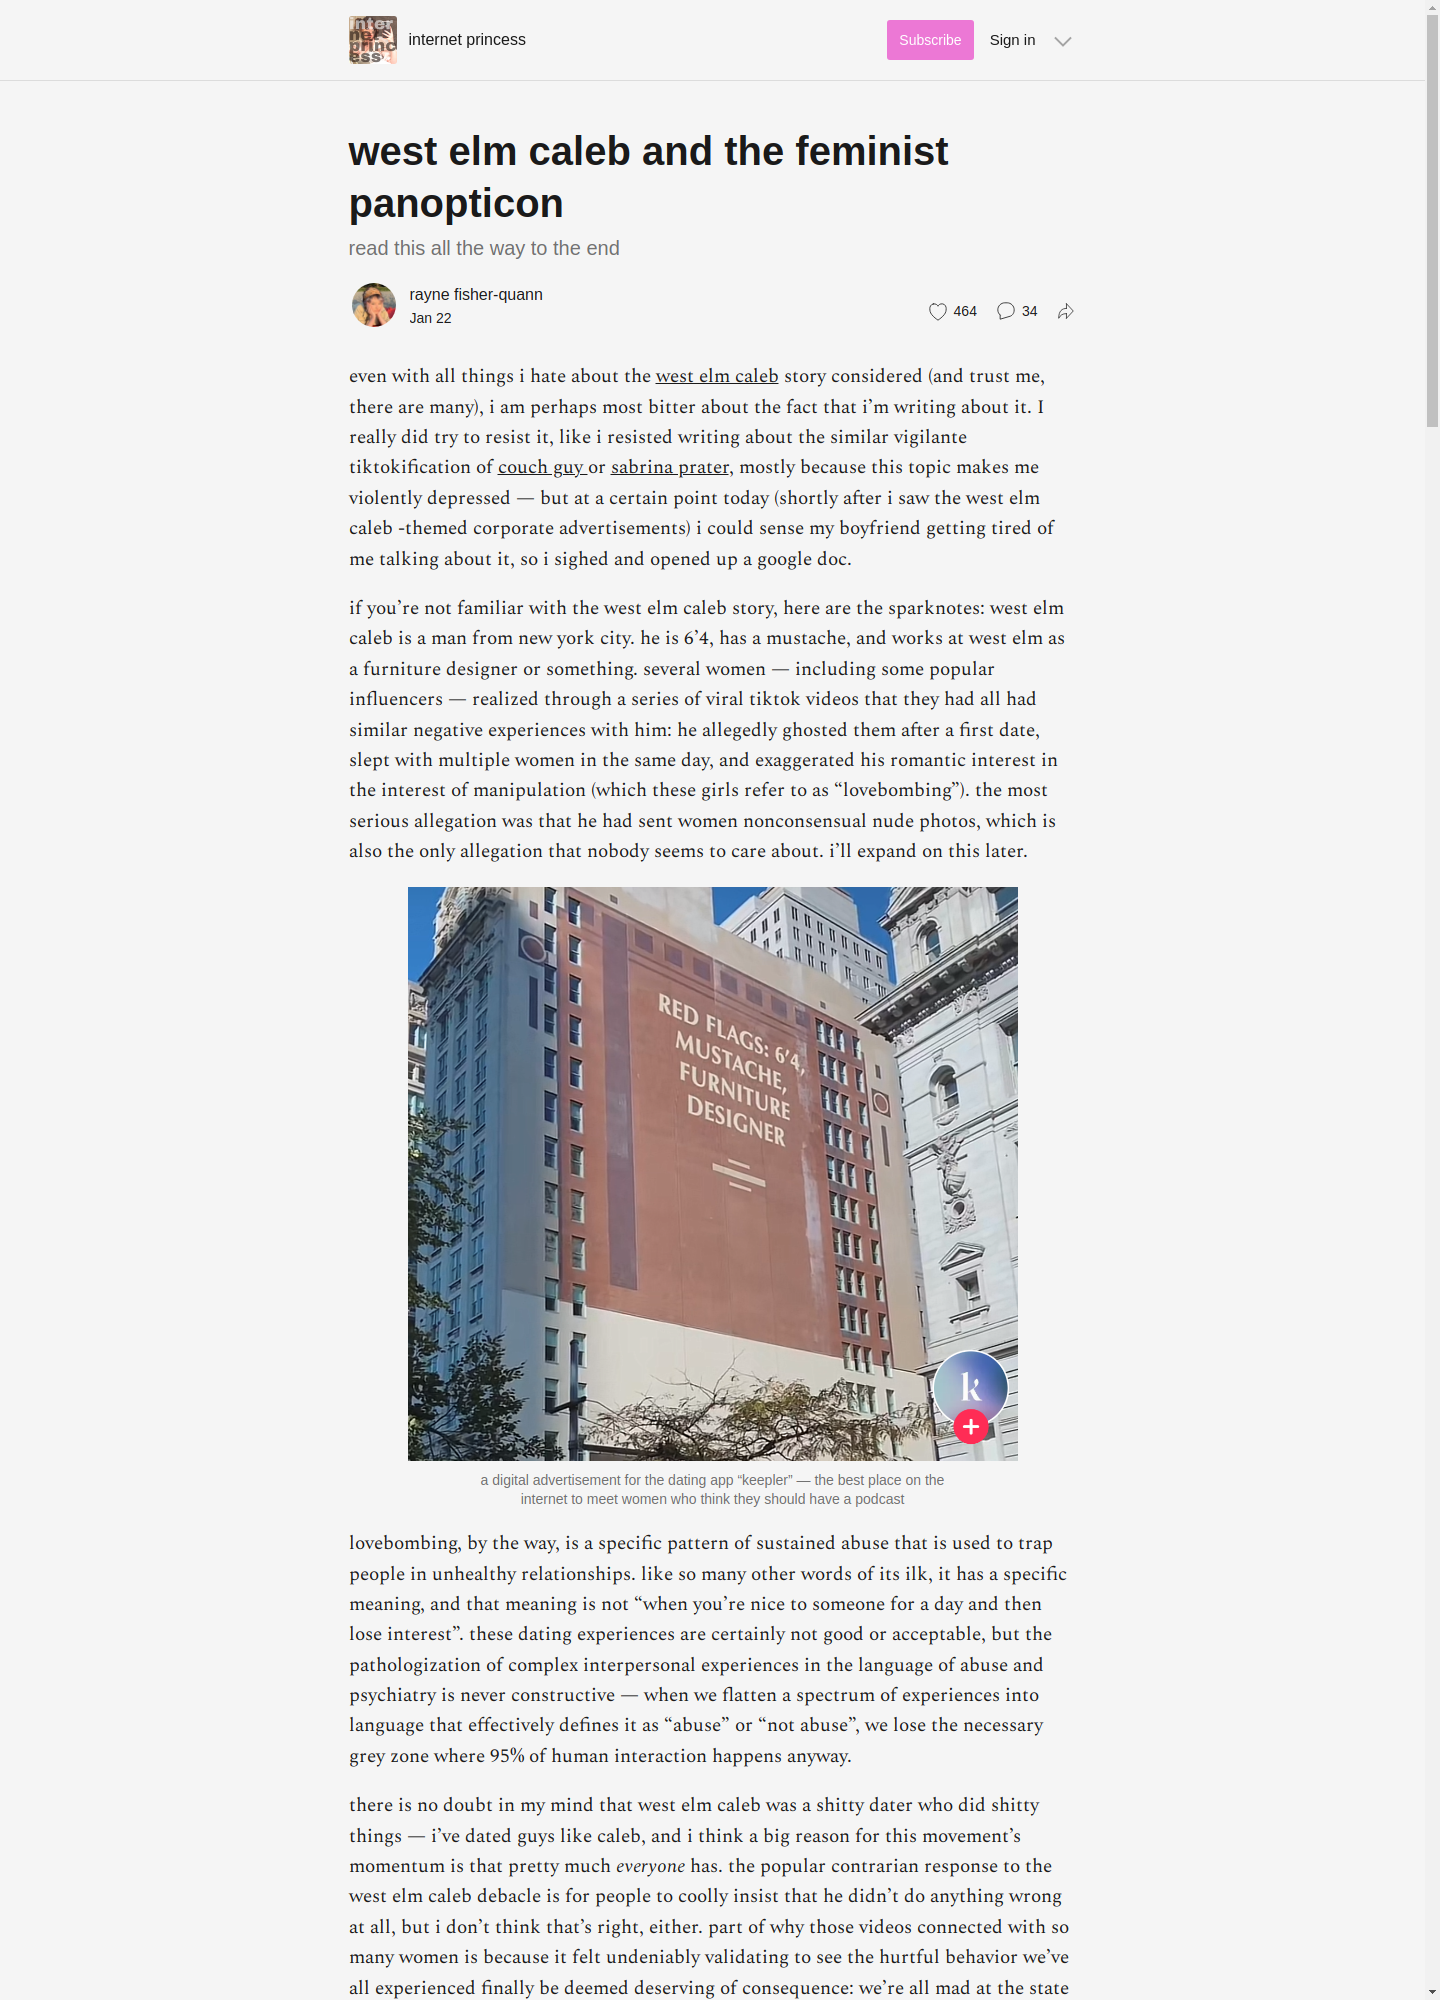 inter
net
princ
ess
internet princess
Subscribe
Sign in
west elm caleb and the feminist
panopticon
read this all the way to the end
rayne fisher-quann
Jan 22
464
34
even with all things i hate about the west elm caleb story considered (and trust me,
there are many), i am perhaps most bitter about the fact that i’m writing about it. I
really did try to resist it, like i resisted writing about the similar vigilante
tiktokification of couch guy or sabrina prater, mostly because this topic makes me
violently depressed — but at a certain point today (shortly after i saw the west elm
caleb -themed corporate advertisements) i could sense my boyfriend getting tired of
me talking about it, so i sighed and opened up a google doc.
if you’re not familiar with the west elm caleb story, here are the sparknotes: west elm
caleb is a man from new york city. he is 6’4, has a mustache, and works at west elm as
a furniture designer or something. several women — including some popular
influencers — realized through a series of viral tiktok videos that they had all had
similar negative experiences with him: he allegedly ghosted them after a first date,
slept with multiple women in the same day, and exaggerated his romantic interest in
the interest of manipulation (which these girls refer to as “lovebombing”). the most
serious allegation was that he had sent women nonconsensual nude photos, which is
also the only allegation that nobody seems to care about. i’ll expand on this later.
RED FLAGS: 6’4,
MUSTACHE,
FURNITURE
DESIGNER
k
a digital advertisement for the dating app “keepler” — the best place on the
internet to meet women who think they should have a podcast
lovebombing, by the way, is a specific pattern of sustained abuse that is used to trap
people in unhealthy relationships. like so many other words of its ilk, it has a specific
meaning, and that meaning is not “when you’re nice to someone for a day and then
lose interest”. these dating experiences are certainly not good or acceptable, but the
pathologization of complex interpersonal experiences in the language of abuse and
psychiatry is never constructive — when we flatten a spectrum of experiences into
language that effectively defines it as “abuse” or “not abuse”, we lose the necessary
grey zone where 95% of human interaction happens anyway.
there is no doubt in my mind that west elm caleb was a shitty dater who did shitty
things — i’ve dated guys like caleb, and i think a big reason for this movement’s
momentum is that pretty much everyone has. the popular contrarian response to the
west elm caleb debacle is for people to coolly insist that he didn’t do anything wrong
at all, but i don’t think that’s right, either. part of why those videos connected with so
many women is because it felt undeniably validating to see the hurtful behavior we’ve
all experienced finally be deemed deserving of consequence: we’re all mad at the state